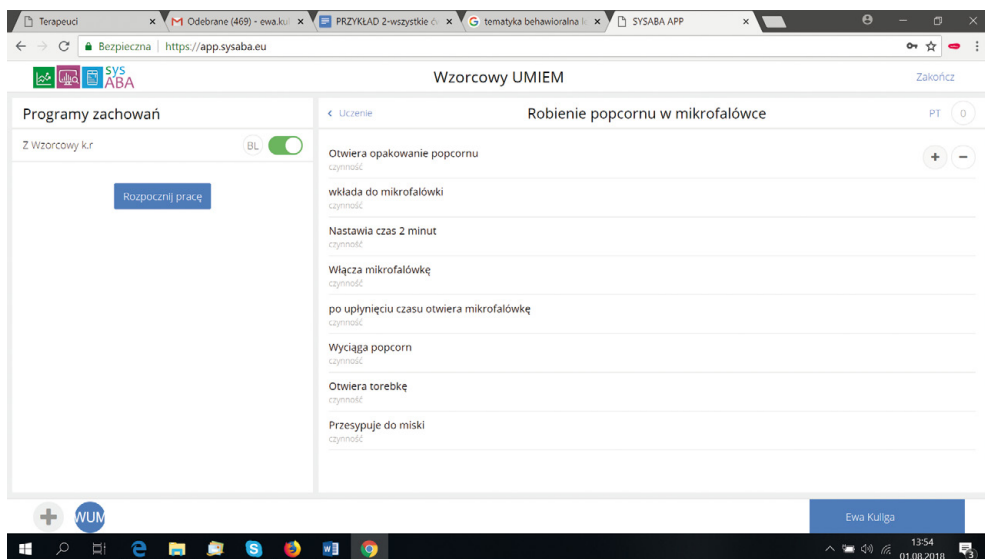 Terapeuci
Odebrane (469) - ewa.ku
PRZYKŁAD 2-wszystkie ć
tematyka behawioralna
SYSABA APP
Bezpieczna | https://app.sysaba.eu
sys
ABA
Wzorcowy UMIEM
Zakończ
Programy zachowań
Uczenie
Robienie popcornu w mikrofalówce
PT
0
Z Wzorcowy k.r
BL
Rozpocznij pracę
Otwiera opakowanie popcornu
czynność
wkłada do mikrofalówki
czynność
Nastawia czas 2 minut
czynność
Włącza mikrofalówkę
czynność
po upłynięciu czasu otwiera mikrofalówkę
czynność
Wyciąga popcorn
czynność
Otwiera torebkę
czynność
Przesypuje do miski
czynność
WUM
Ewa Kuliga
13:54
01.08.2018
3